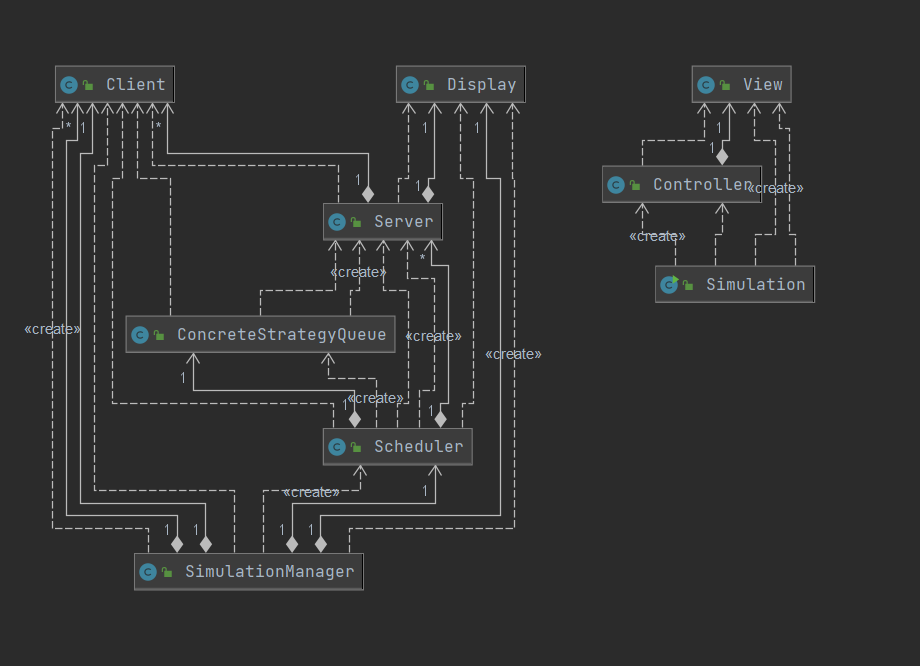 C Client
C Display
C View
* 1 * 1 1 1
C Controller
1 1 1 «create»
C Server
* «create» «create»
C Simulation
«create» C ConcreteStrategyQueue «create»
«create»
1 1 «create» 1
C Scheduler
«create» 1
1 1 1 1
C SimulationManager